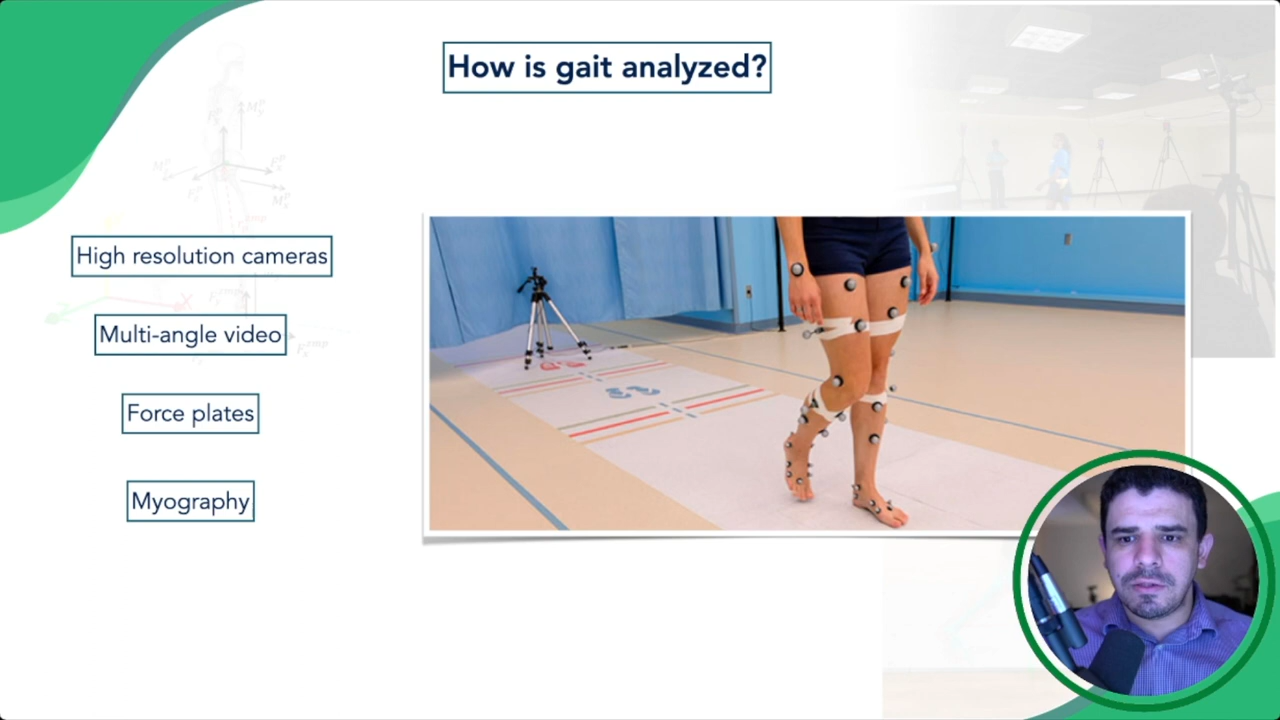 How is gait analyzed?
High resolution cameras
Multi-angle video
Force plates
Myography